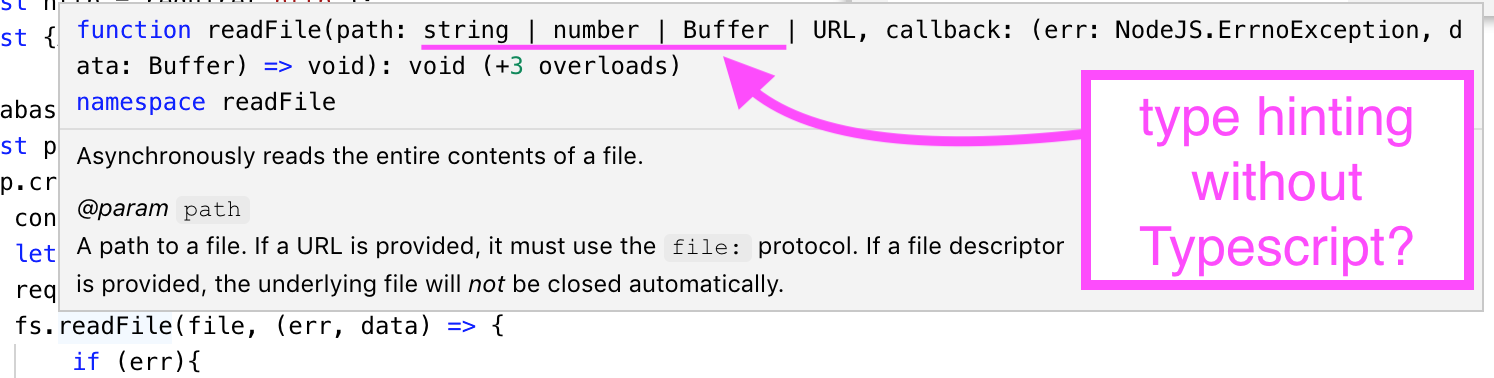 function readFile(path: string | number | Buffer | URL, callback: (err: NodeJS.ErrnoException, d
st {
ata: Buffer) => void): void (+3 overloads)
abas
namespace readFile
st p
Asynchronously reads the entire contents of a file.
p.cr
@param path
con
let
A path to a file. If a URL is provided, it must use the file: protocol. If a file descriptor
req
is provided, the underlying file will not be closed automatically.
fs.readFile(file, (err, data) => {
if (err){
type hinting
without
Typescript?